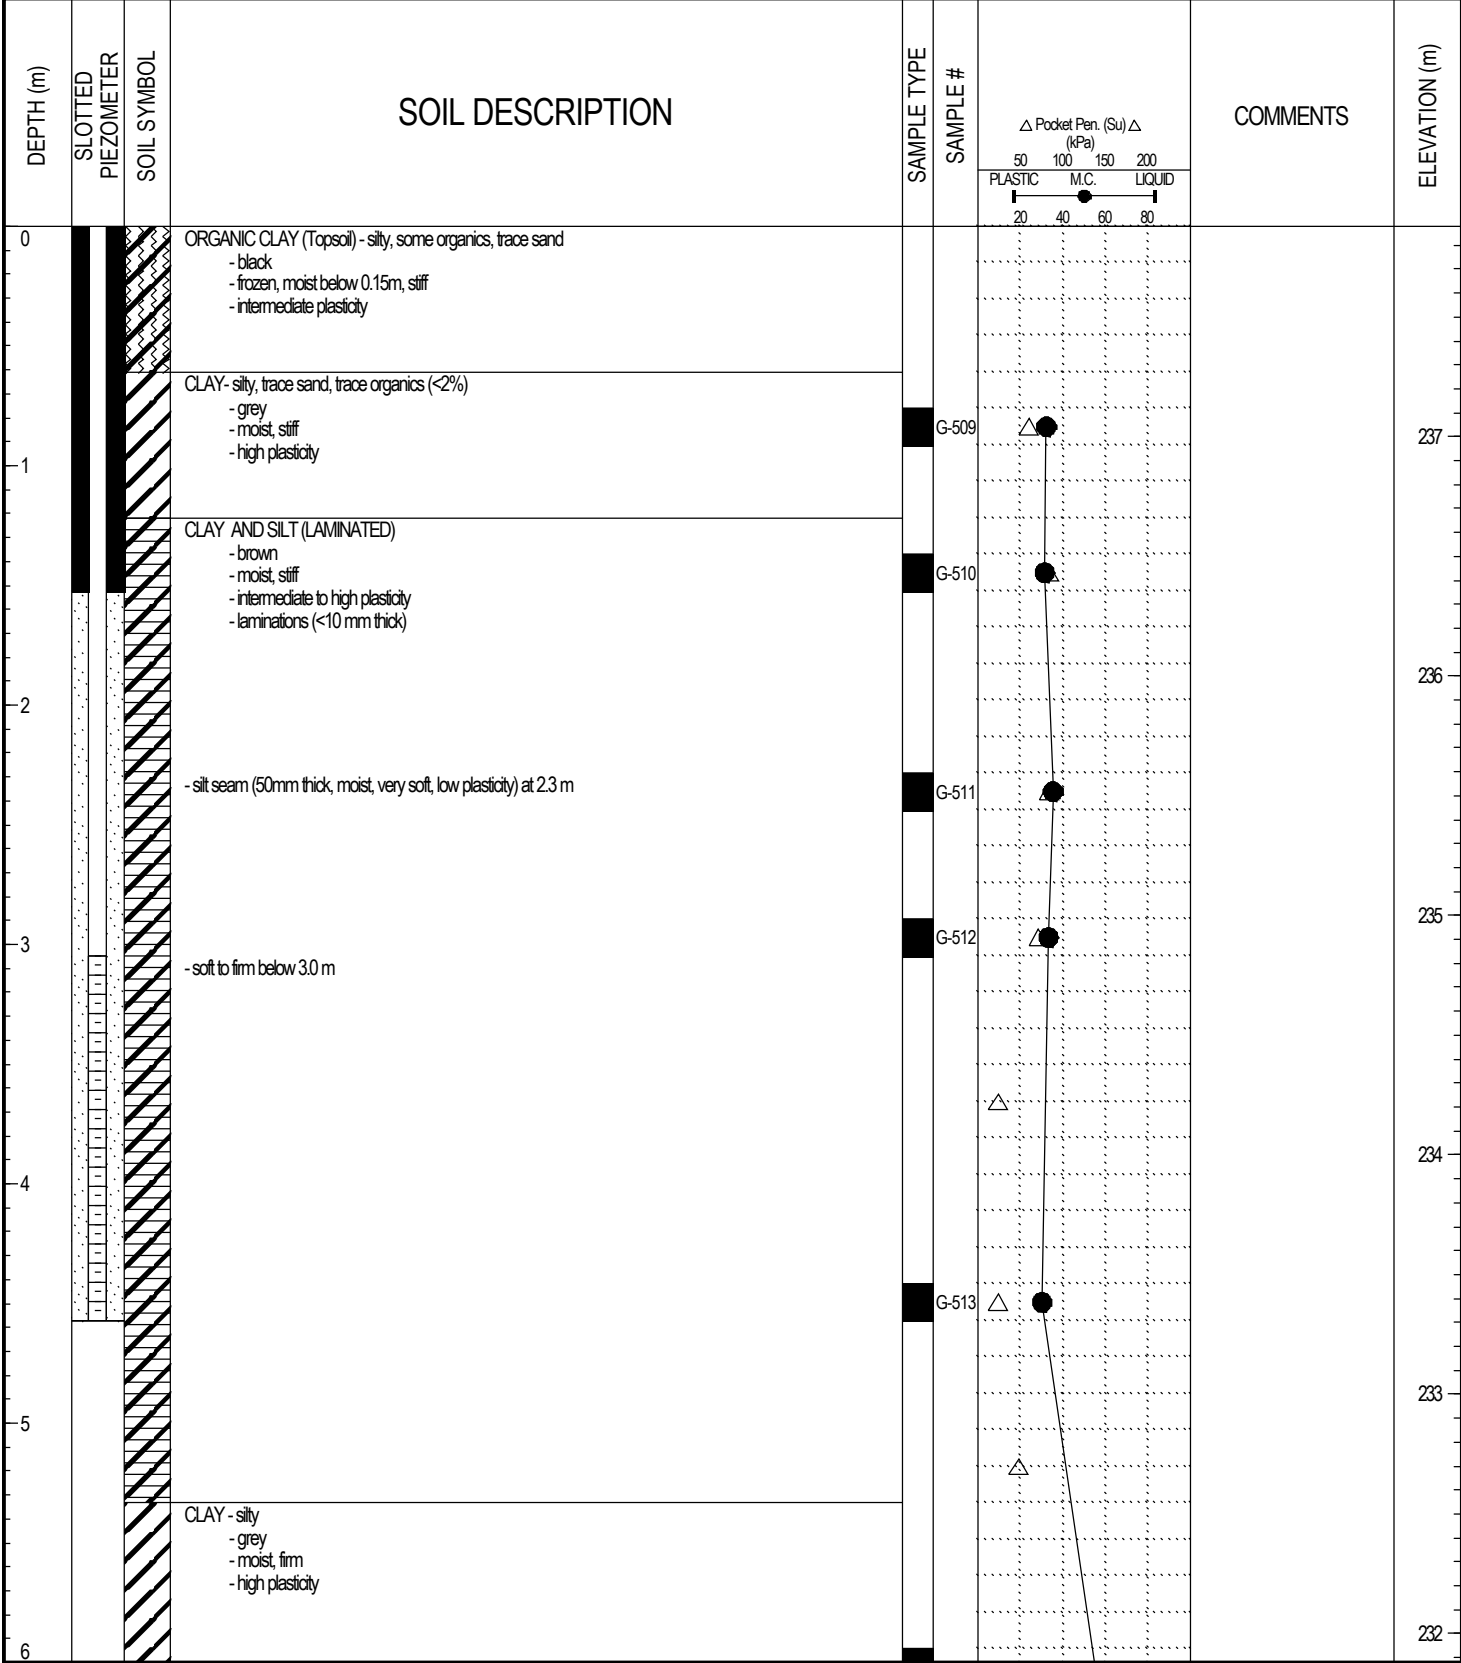 DEPTH (m)
SLOTTED
PIEZOMETER
SOIL SYMBOL
SOIL DESCRIPTION
SAMPLE TYPE
SAMPLE #
△ Pocket Pen. (Su) △
(kPa)
50 100 150 200
PLASTIC M.C. LIQUID
20 40 60 80
COMMENTS
ELEVATION (m)
0
ORGANIC CLAY (Topsoil) - silty, some organics, trace sand
- black
- frozen, moist below 0.15m, stiff
- intermediate plasticity
CLAY- silty, trace sand, trace organics (<2%)
- grey
- moist, stiff
- high plasticity
G-509
237
1
CLAY AND SILT (LAMINATED)
- brown
- moist, stiff
- intermediate to high plasticity
- laminations (<10 mm thick)
G-510
236
2
- silt seam (50mm thick, moist, very soft, low plasticity) at 2.3 m
G-511
235
G-512
3
- soft to firm below 3.0 m
234
4
G-513
233
5
CLAY - silty
- grey
- moist, firm
- high plasticity
232
6